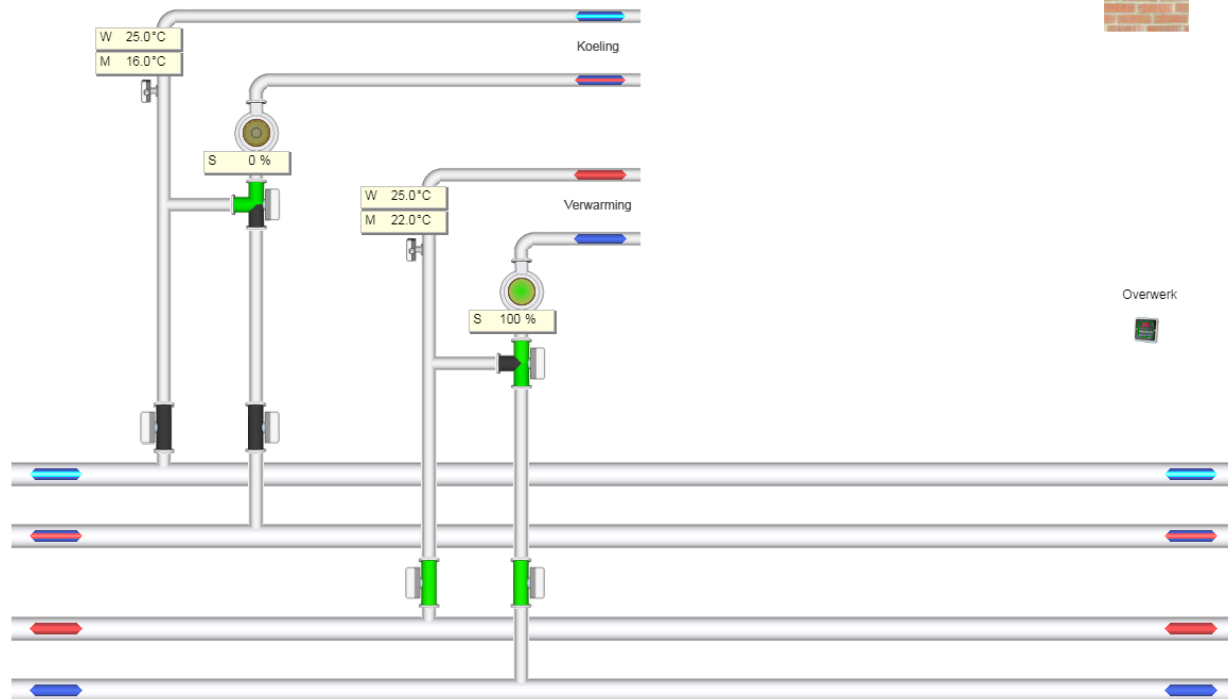 W 25.0°C
M 16.0°C
Koeling
S 0 %
W 25.0°C
M 22.0°C
Verwarming
S 100 %
Overwerk